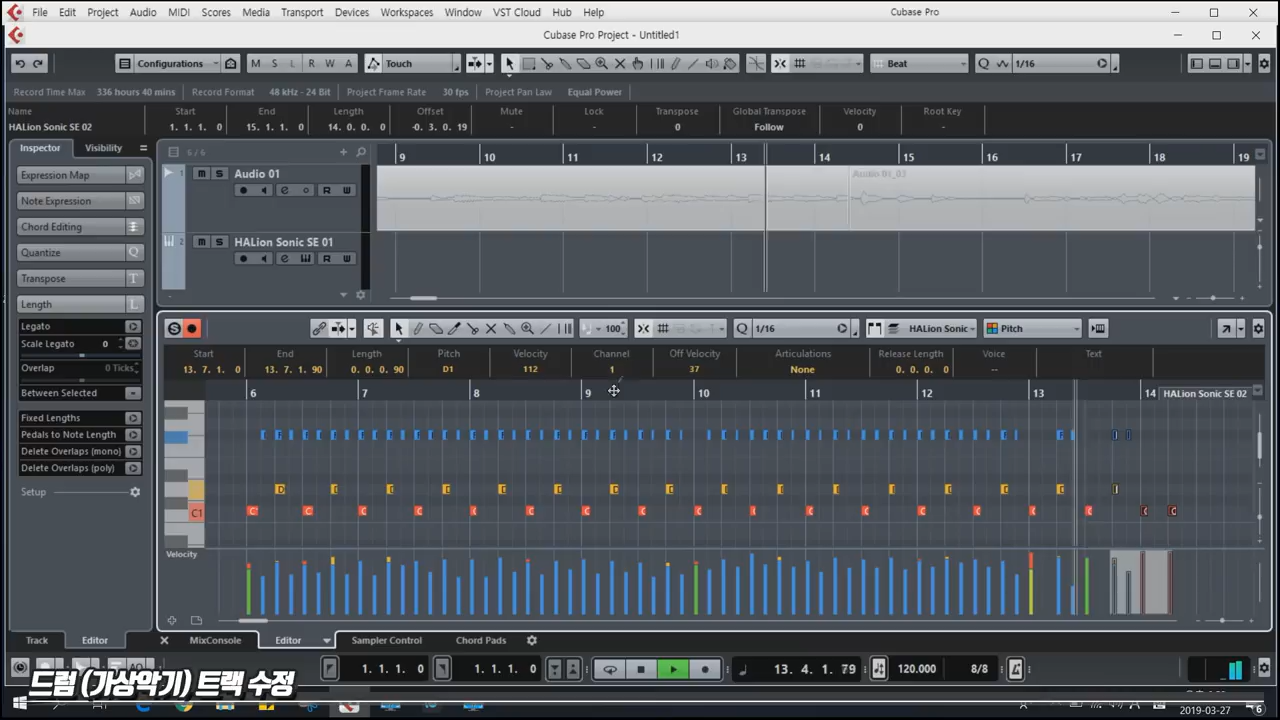 File Edit Project Audio MIDI Scores Media Transport Devices Workspaces Window VST Cloud Hub Help Cubase Pro
Cubase Pro Project - Untitled1
Configurations M S L R W A Touch Beat 1/16
Record Time Max 336 hours 40 mins Record Format 48 kHz - 24 Bit Project Frame Rate 30 fps Project Pan Law Equal Power
Name Start End Length Offset Mute Lock Transpose Global Transpose Velocity Root Key
HALion Sonic SE 02 1. 1. 1. 0 15. 1. 1. 0 14. 0. 0. 0 -0. 3. 0. 19 - - 0 Follow 0 -
Inspector Visibility 6 / 6 9 10 11 12 13 14 15 16 17 18 19
Expression Map 1 m S Audio 01 Audio 01_03
R W
Note Expression
Chord Editing
2 m S HALion Sonic SE 01
Quantize Q
R W
Transpose T
Length L
Legato 100 Q 1/16 HALion Sonic Pitch
Scale Legato 0
Start End Length Pitch Velocity Channel Off Velocity Articulations Release Length Voice Text
Overlap 0 Ticks
13. 7. 1. 0 13. 7. 1. 90 0. 0. 0. 90 D1 112 1 37 None 0. 0. 0. 0 --
Between Selected 6 7 8 9 10 11 12 13 14 HALion Sonic SE 02
Fixed Lengths
Pedals to Note Length
Delete Overlaps (mono)
Delete Overlaps (poly)
Setup
C1
Velocity
Track Editor MixConsole Editor Sampler Control Chord Pads
1. 1. 1. 0 1. 1. 1. 0 13. 4. 1. 79 120.000 8/8
드럼 (가상악기) 트랙 수정
2019-03-27 6